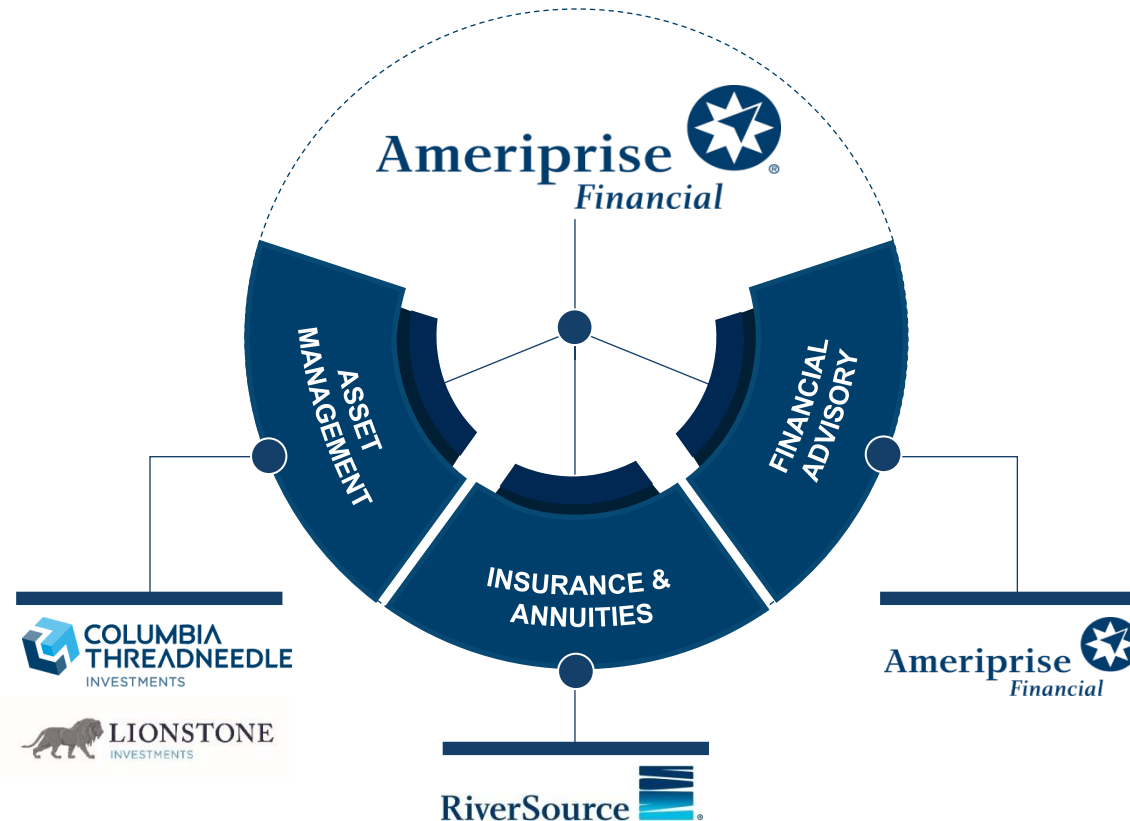 Ameriprise
®
Financial
ASSET
MANAGEMENT
INSURANCE &
ANNUITIES
FINANCIAL
ADVISORY
COLUMBIA
THREADNEEDLE
INVESTMENTS
LIONSTONE
INVESTMENTS
RiverSource
®
Ameriprise
Financial